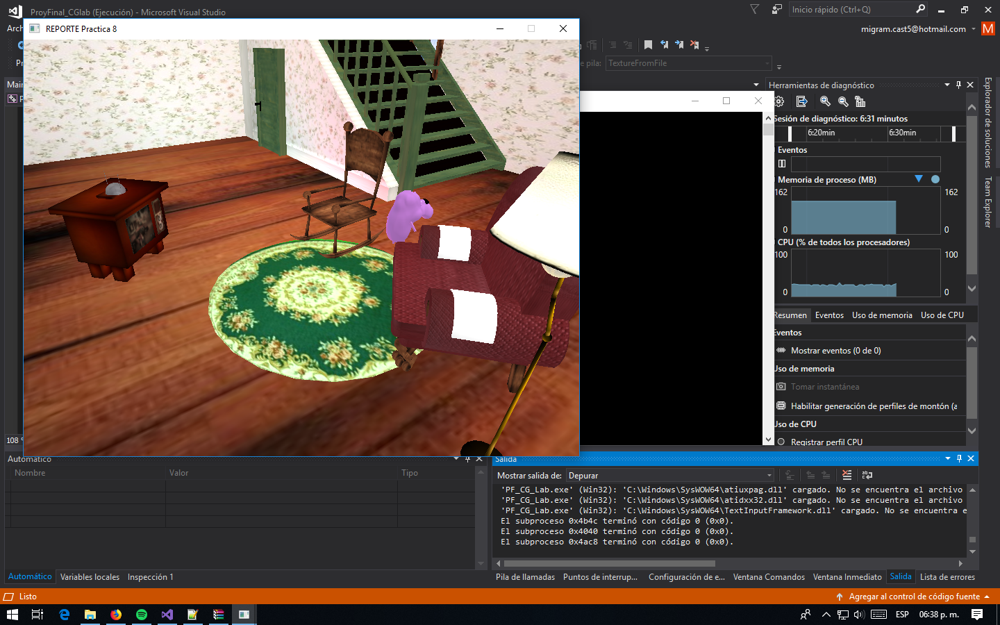 ProyFinal_CGlab (Ejecución) - Microsoft Visual Studio
Inicio rápido (Ctrl+Q)
REPORTE Practica 8
migram.cast5@hotmail.com
M
e pila:
TextureFromFile
Herramientas de diagnóstico
Sesión de diagnóstico: 6:31 minutos
6:20min
6:30min
Eventos
Memoria de proceso (MB)
162
162
0
0
CPU (% de todos los procesadores)
100
100
0
0
Resumen
Eventos
Uso de memoria
Uso de CPU
Eventos
Mostrar eventos (0 de 0)
Uso de memoria
Tomar instantánea
Habilitar generación de perfiles de montón (a
Uso de CPU
Registrar perfil CPU
Explorador de soluciones
Team Explorer
108 %
Automático
Nombre
Valor
Tipo
Automático
Variables locales
Inspección 1
Salida
Mostrar salida de:
Depurar
'PF_CG_Lab.exe' (Win32): 'C:\Windows\SysWOW64\atiuxpag.dll' cargado. No se encuentra el archivo
'PF_CG_Lab.exe' (Win32): 'C:\Windows\SysWOW64\atidxx32.dll' cargado. No se encuentra el archivo
'PF_CG_Lab.exe' (Win32): 'C:\Windows\SysWOW64\TextInputFramework.dll' cargado. No se encuentra e
El subproceso 0x4b4c terminó con código 0 (0x0).
El subproceso 0x4040 terminó con código 0 (0x0).
El subproceso 0x4ac8 terminó con código 0 (0x0).
Pila de llamadas
Puntos de interrup...
Configuración de e...
Ventana Comandos
Ventana Inmediato
Salida
Lista de errores
Listo
Agregar al control de código fuente
ESP
06:38 p. m.